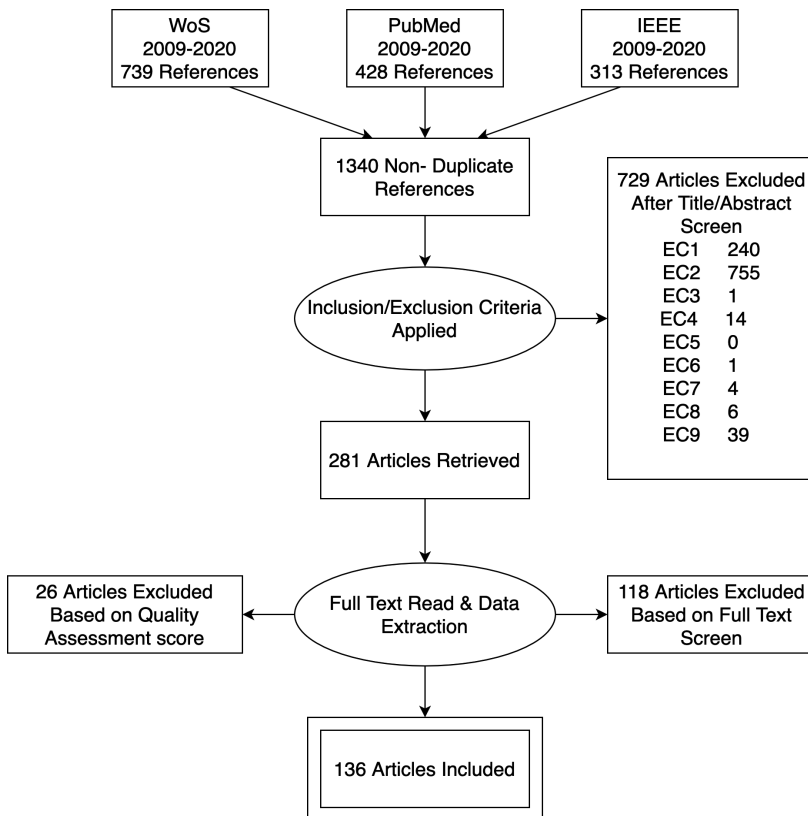 WoS
2009-2020
739 References
PubMed
2009-2020
428 References
IEEE
2009-2020
313 References
1340 Non- Duplicate
References
729 Articles Excluded
After Title/Abstract
Screen
EC1 240
EC2 755
EC3 1
EC4 14
EC5 0
EC6 1
EC7 4
EC8 6
EC9 39
Inclusion/Exclusion Criteria
Applied
281 Articles Retrieved
26 Articles Excluded
Based on Quality
Assessment score
Full Text Read & Data
Extraction
118 Articles Excluded
Based on Full Text
Screen
136 Articles Included